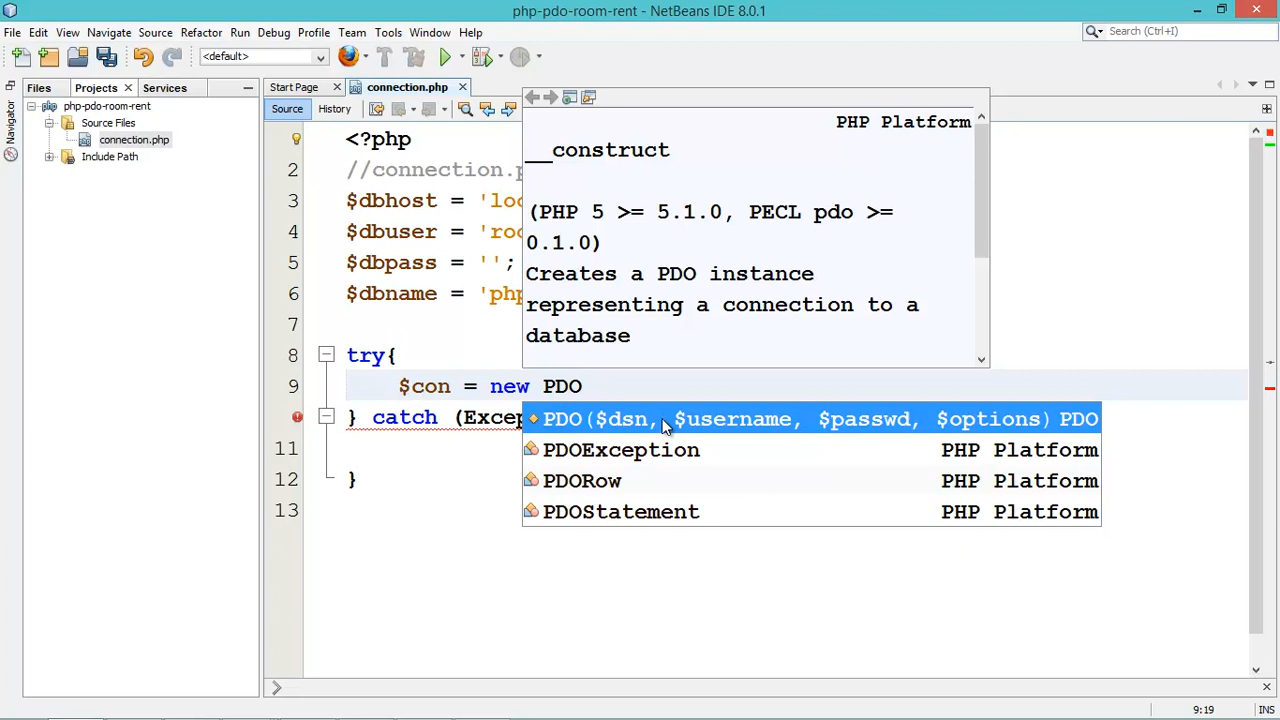 php-pdo-room-rent - NetBeans IDE 8.0.1
File Edit View Navigate Source Refactor Run Debug Profile Team Tools Window Help
Search (Ctrl+I)
<default>
Files Projects Services
Start Page connection.php
Navigator
php-pdo-room-rent
Source Files
connection.php
Include Path
Source History
PHP Platform
__construct
(PHP 5 >= 5.1.0, PECL pdo >=
0.1.0)
Creates a PDO instance
representing a connection to a
database
<?php
2 //connection.p
3 $dbhost = 'loc
4 $dbuser = 'roo
5 $dbpass = '';
6 $dbname = 'php
7
8 try{
9 $con = new PDO
} catch (Excep
11
12 }
13
PDO($dsn, $username, $passwd, $options) PDO
PDOException PHP Platform
PDORow PHP Platform
PDOStatement PHP Platform
9:19 INS